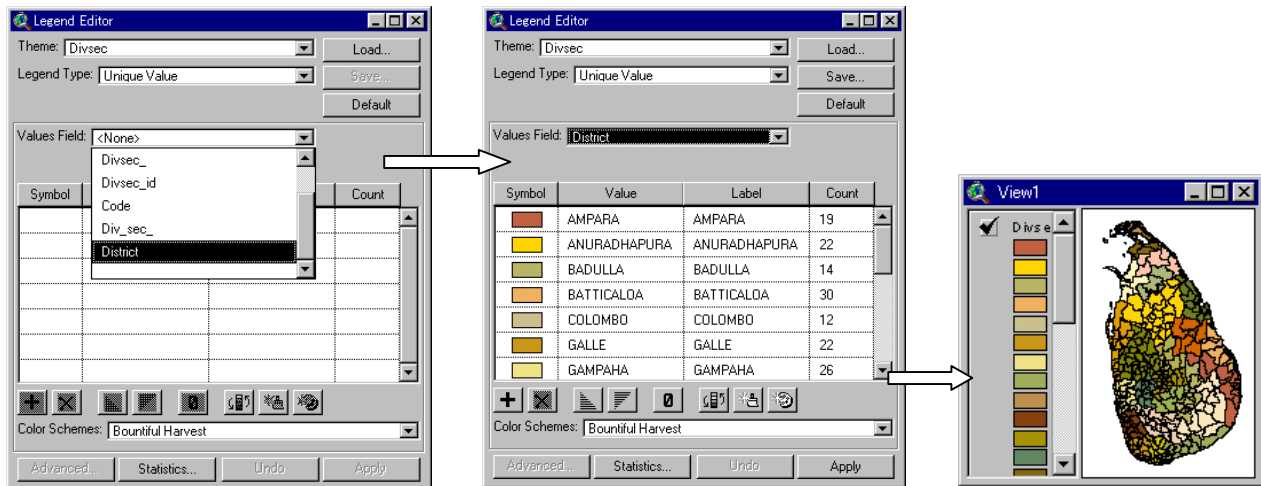 Legend Editor
Theme: Divsec
Load...
Legend Type: Unique Value
Save...
Default
Values Field: <None>
Divsec_
Divsec_id
Code
Div_sec_
District
Symbol Count
Color Schemes: Bountiful Harvest
Advanced... Statistics... Undo Apply
Legend Editor
Theme: Divsec
Load...
Legend Type: Unique Value
Save...
Default
Values Field: District
Symbol Value Label Count
AMPARA AMPARA 19
ANURADHAPURA ANURADHAPURA 22
BADULLA BADULLA 14
BATTICALOA BATTICALOA 30
COLOMBO COLOMBO 12
GALLE GALLE 22
GAMPAHA GAMPAHA 26
Color Schemes: Bountiful Harvest
Advanced... Statistics... Undo Apply
View1
Divse